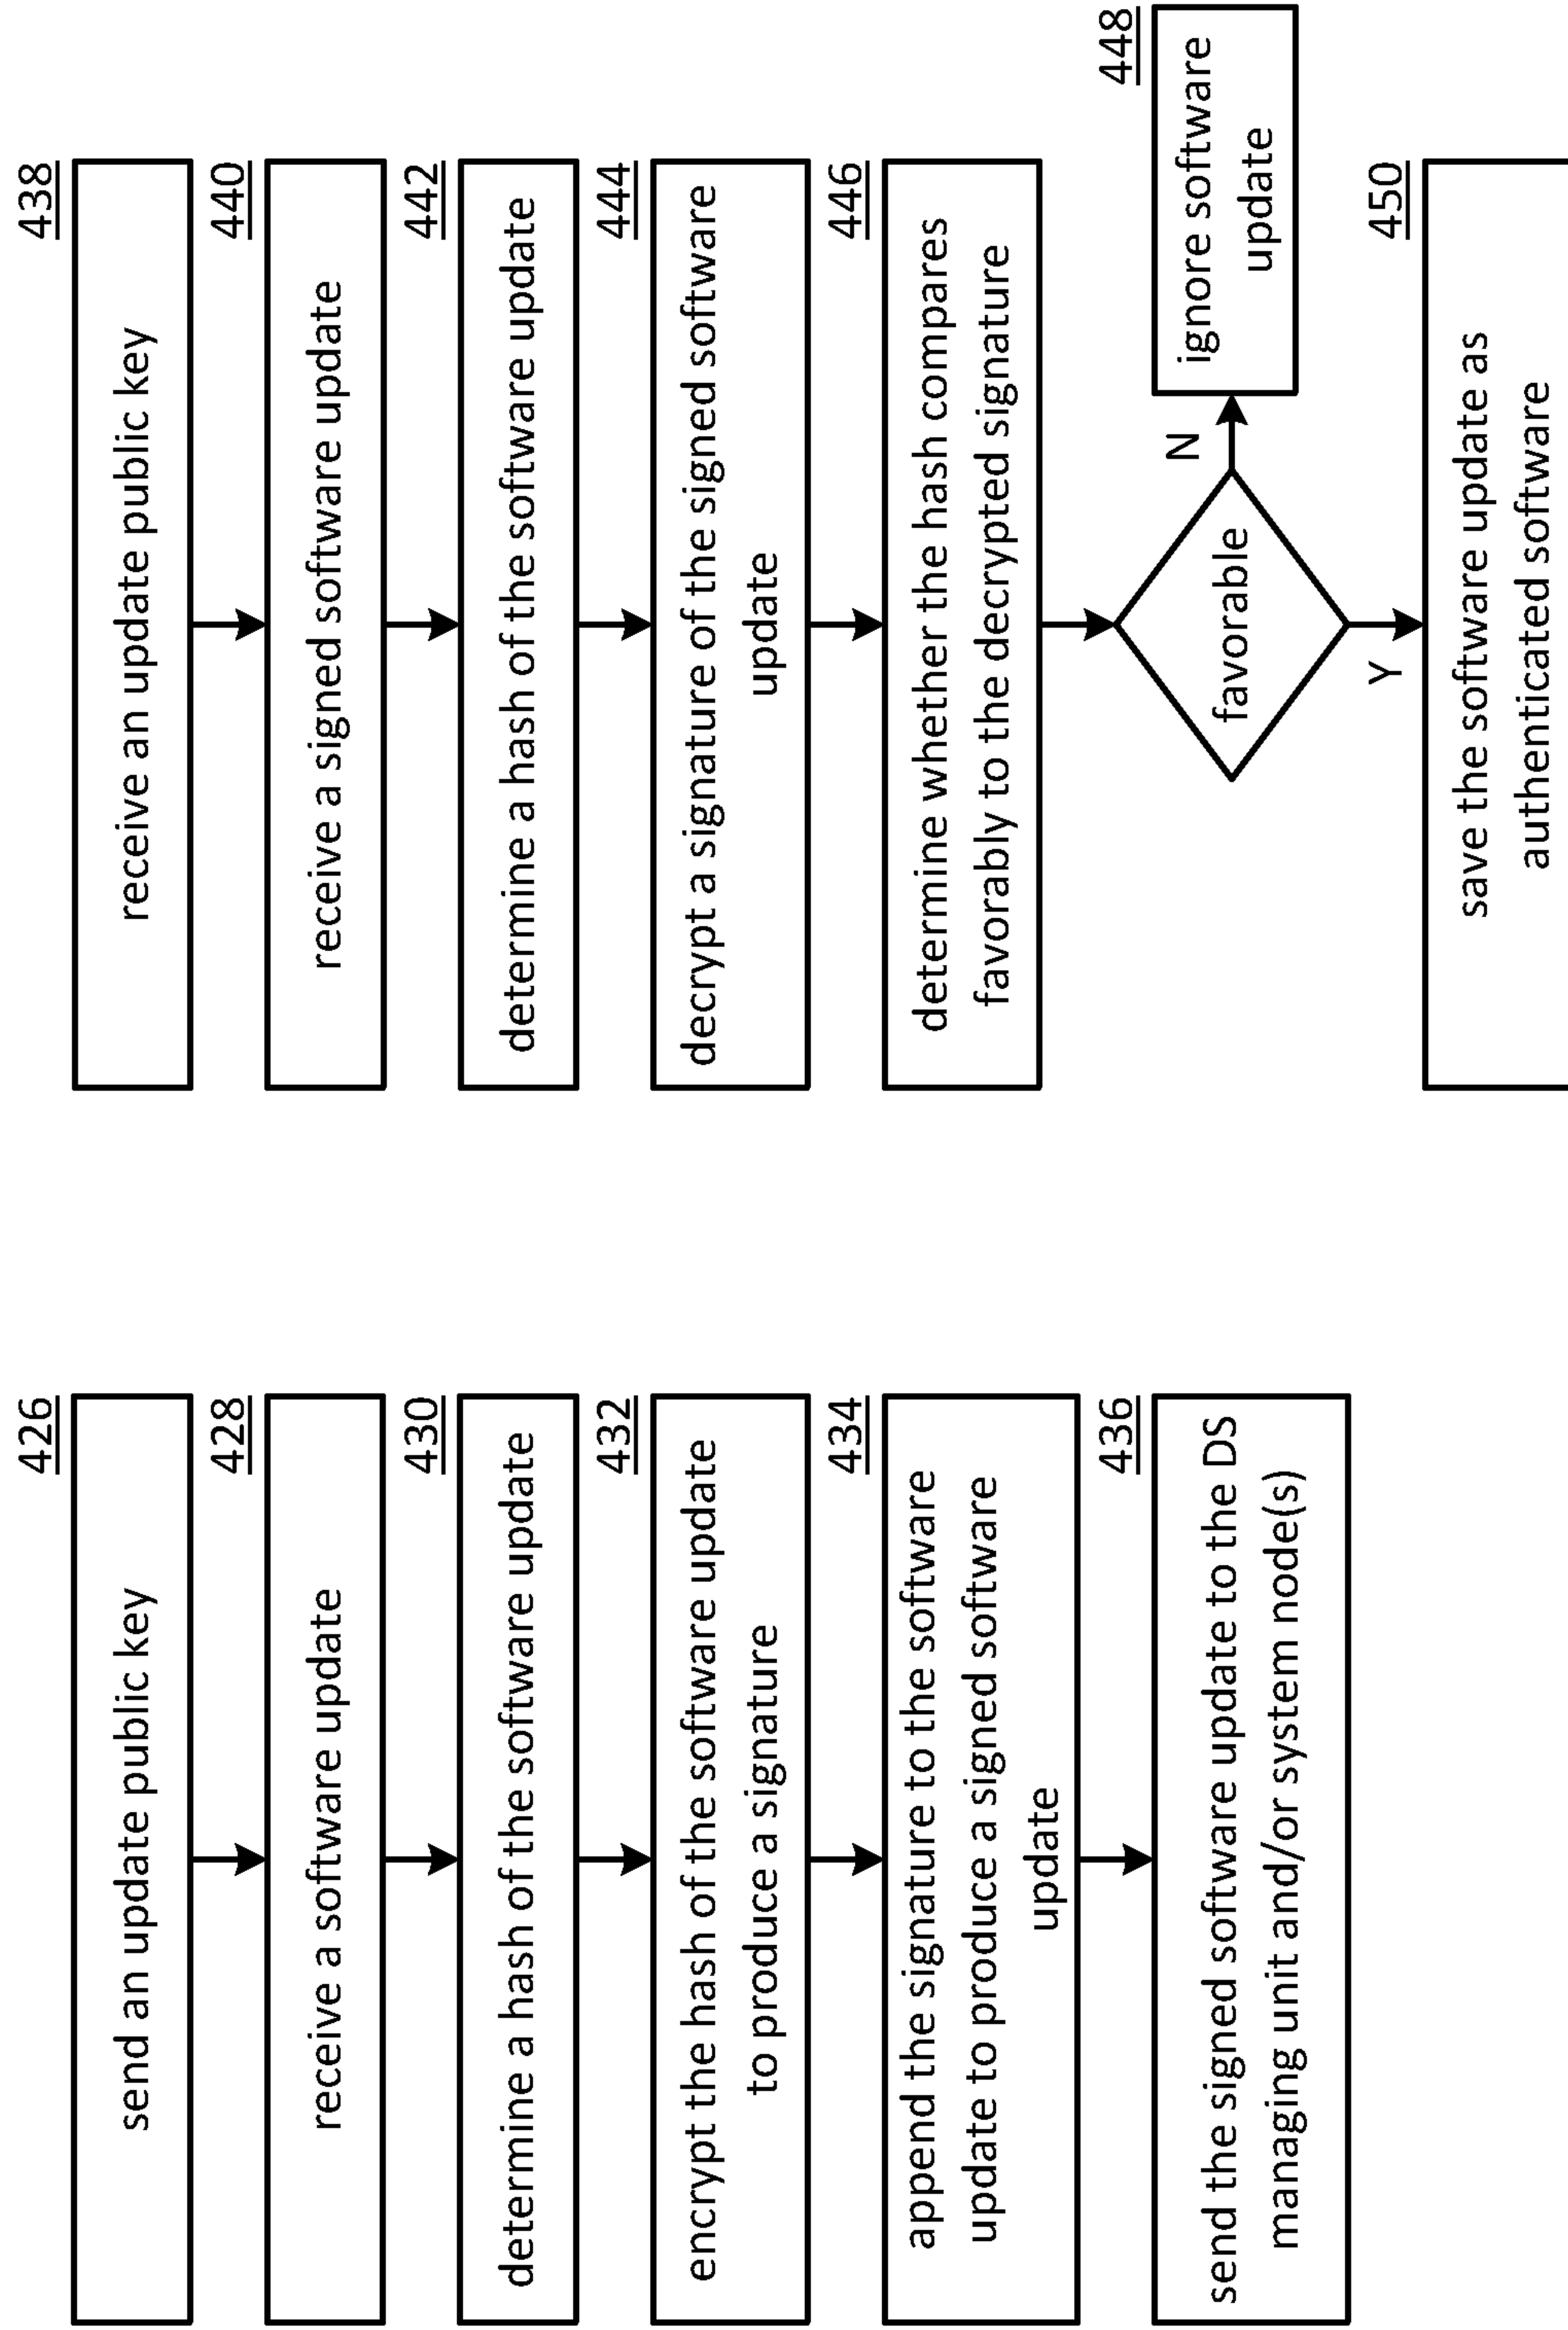 426
send an update public key
428
receive a software update
430
determine a hash of the software update
432
encrypt the hash of the software update
to produce a signature
434
append the signature to the software
update to produce a signed software
update
436
send the signed software update to the DS
managing unit and/or system node(s)
438
receive an update public key
440
receive a signed software update
442
determine a hash of the software update
444
decrypt a signature of the signed software
update
446
determine whether the hash compares
favorably to the decrypted signature
favorable
N
448
ignore software
update
Y
450
save the software update as
authenticated software